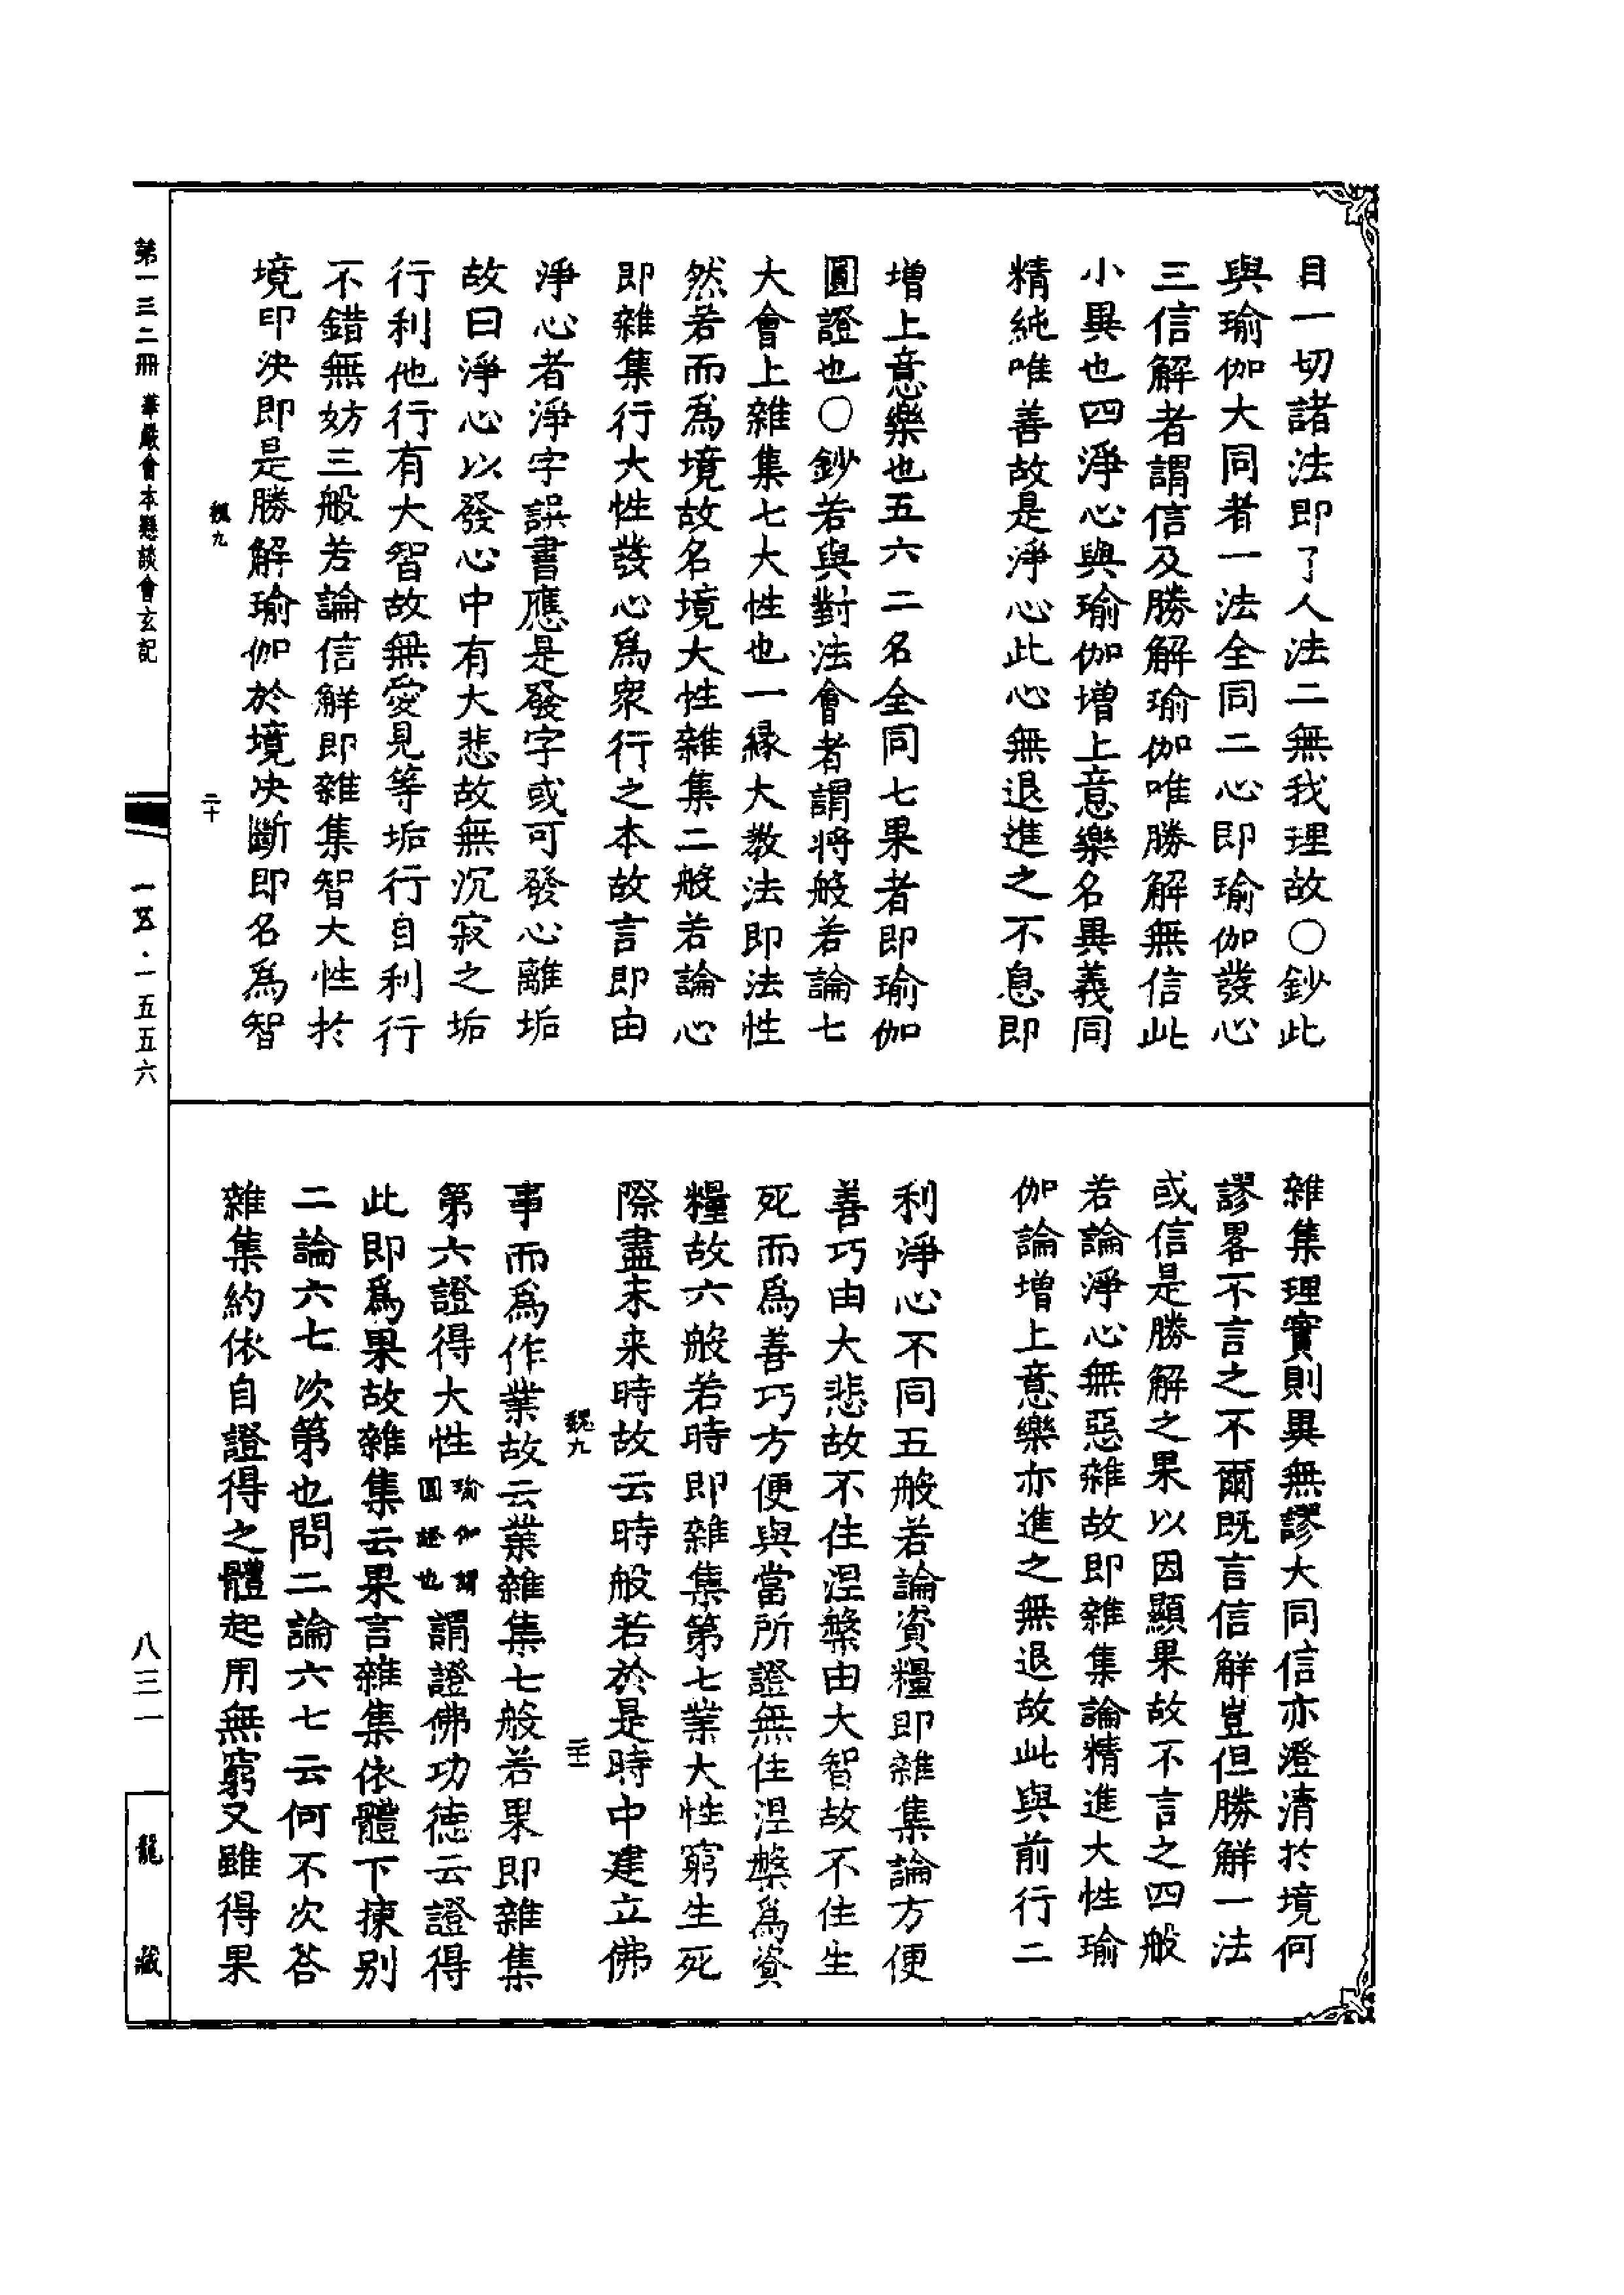 目一切諸法即了人法二無我理故〇鈔此
與瑜伽大同者一法全同二心即瑜伽發心
三信解者謂信及勝解瑜伽唯勝解無信此
小異也四淨心與瑜伽增上意樂名異義同
精純唯善故是淨心此心無退進之不息即
增上意樂也五六二名全同七果者即瑜伽
圓證也〇鈔若與對法會者謂將般若論七
大會上雜集七大性也一緣大教法即法性
然若而爲境故名境大性雜集二般若論心
即雜集行大性發心爲衆行之本故言即由
淨心者淨字誤書應是發字或可發心離垢
故曰淨心以發心中有大悲故無沉寂之垢
行利他行有大智故無愛見等垢行自利行
不錯無妨三般若論信解即雜集智大性於
境印決即是勝解瑜伽於境决斷即名爲智
魏九
二十
雜集理實則異無謬大同信亦澄清於境何
謬畧不言之不爾既言信解豈但勝解一法
或信是勝解之果以因顯果故不言之四般
若論淨心無惡雜故即雜集論精進大性瑜
伽論增上意樂亦進之無退故此與前行二
利淨心不同五般若論資糧即雜集論方便
善巧由大悲故不住涅槃由大智故不住生
死而爲善巧方便與當所證無住涅槃爲資
糧故六般若時即雜集第七業大性窮生死
際盡未来時故云時般若於是時中建立佛
魏九
二十一
事而爲作業故云業雜集七般若果即雜集
第六證得大性瑜伽謂圓證也謂證佛功德云證得
此即爲果故雜集云果言雜集依體下揀别
二論六七次第也問二論六七云何不次荅
雜集約依自證得之體起用無窮又雖得果
第一三二冊 華嚴會本懸談會玄記
一五五·一五五六
八三一
龍藏